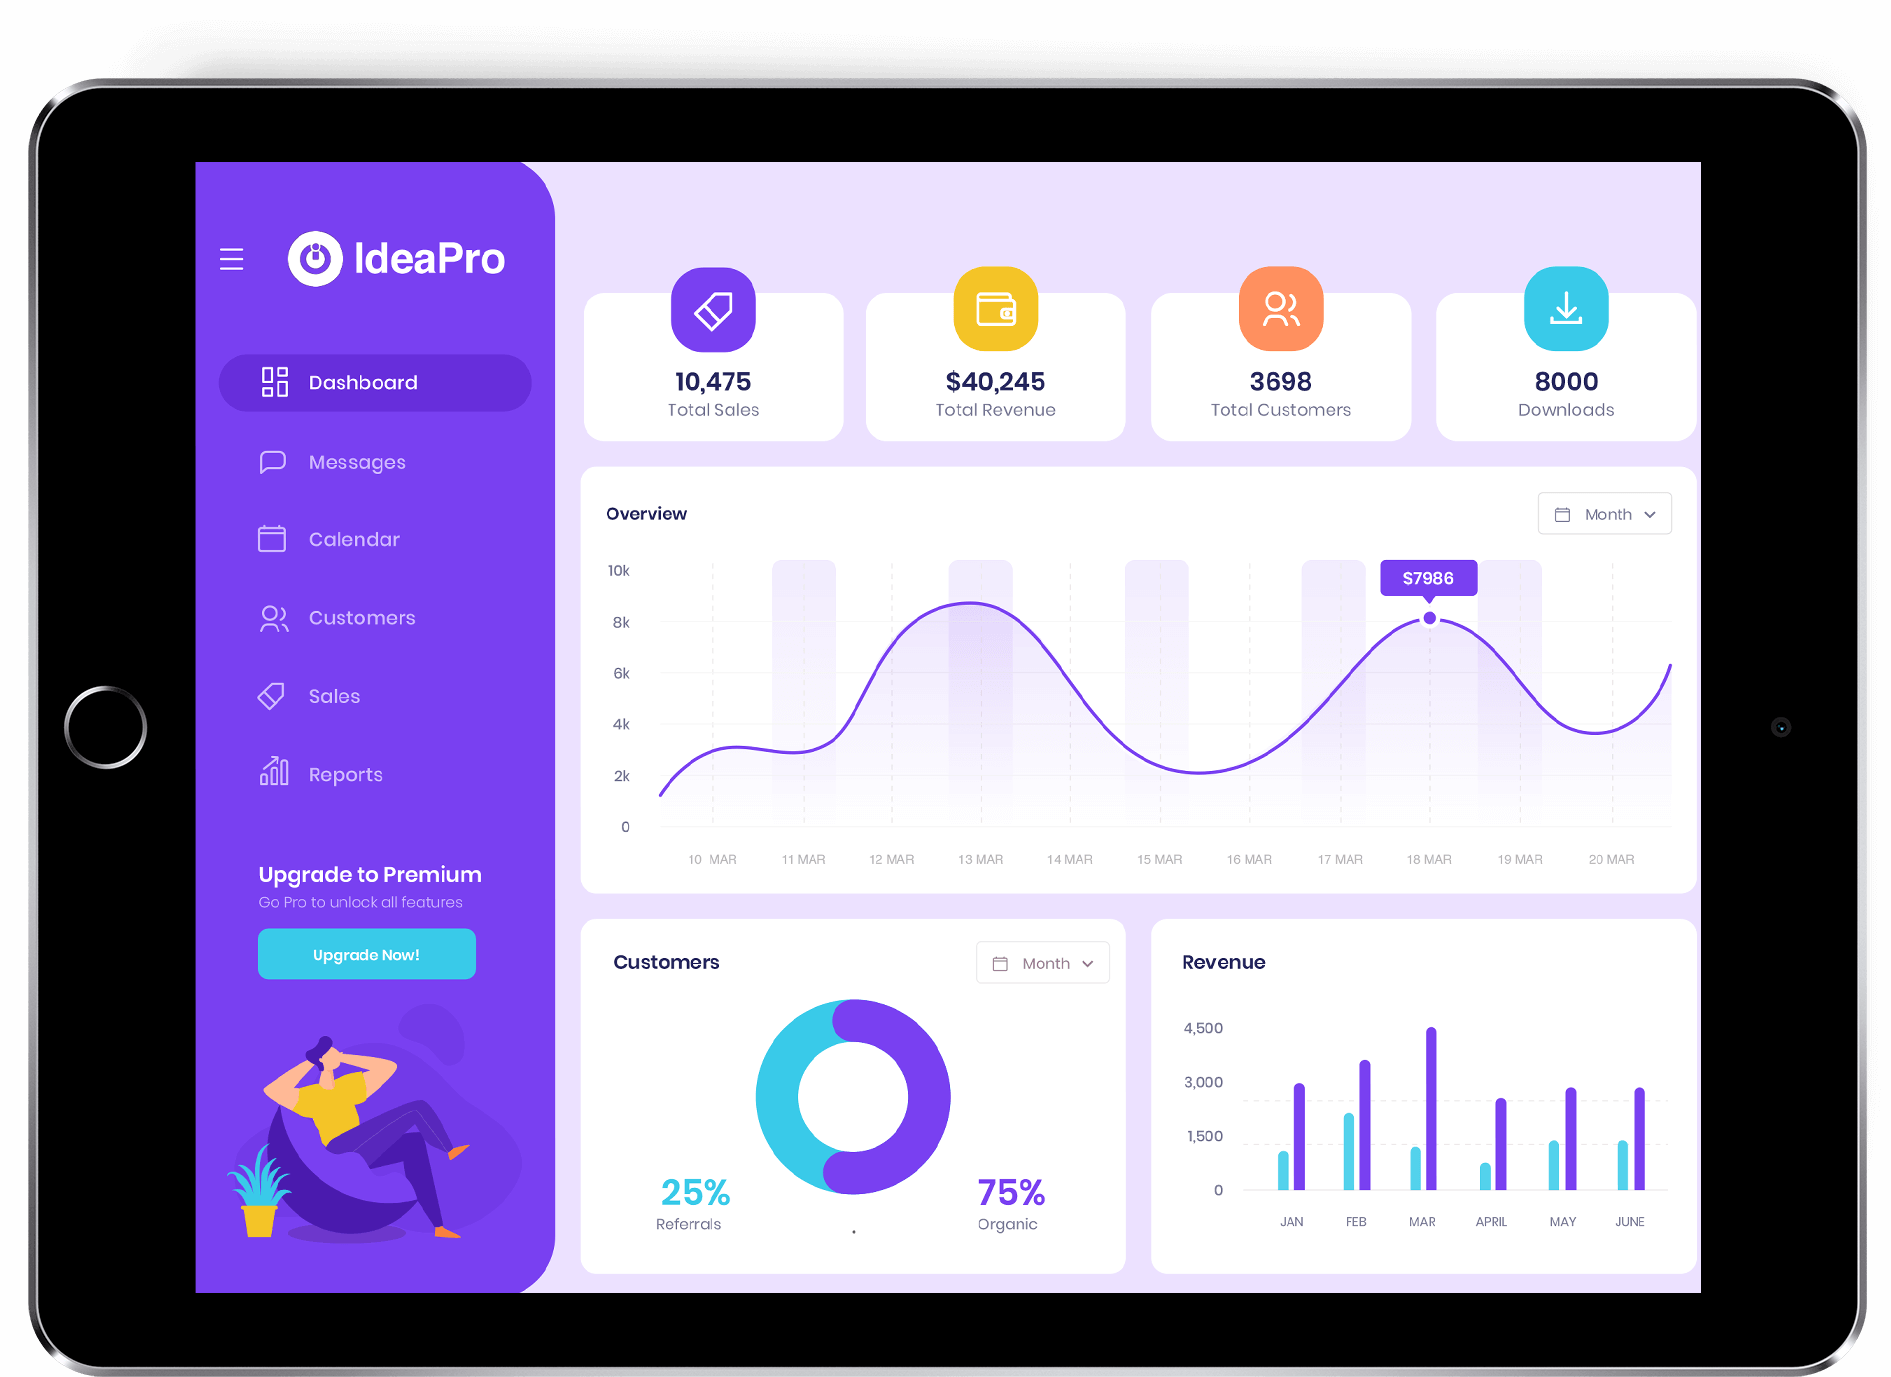 IdeaPro
Dashboard
Messages
Calendar
Customers
Sales
Reports
Upgrade to Premium
Go Pro to unlock all features
Upgrade Now!
10,475
Total Sales
$40,245
Total Revenue
3698
Total Customers
8000
Downloads
Overview
Month
10k
8k
6k
4k
2k
0
$7986
10 MAR 11 MAR 12 MAR 13 MAR 14 MAR 15 MAR 16 MAR 17 MAR 18 MAR 19 MAR 20 MAR
Customers
Month
25%
Referrals
75%
Organic
Revenue
4,500
3,000
1,500
0
JAN FEB MAR APRIL MAY JUNE